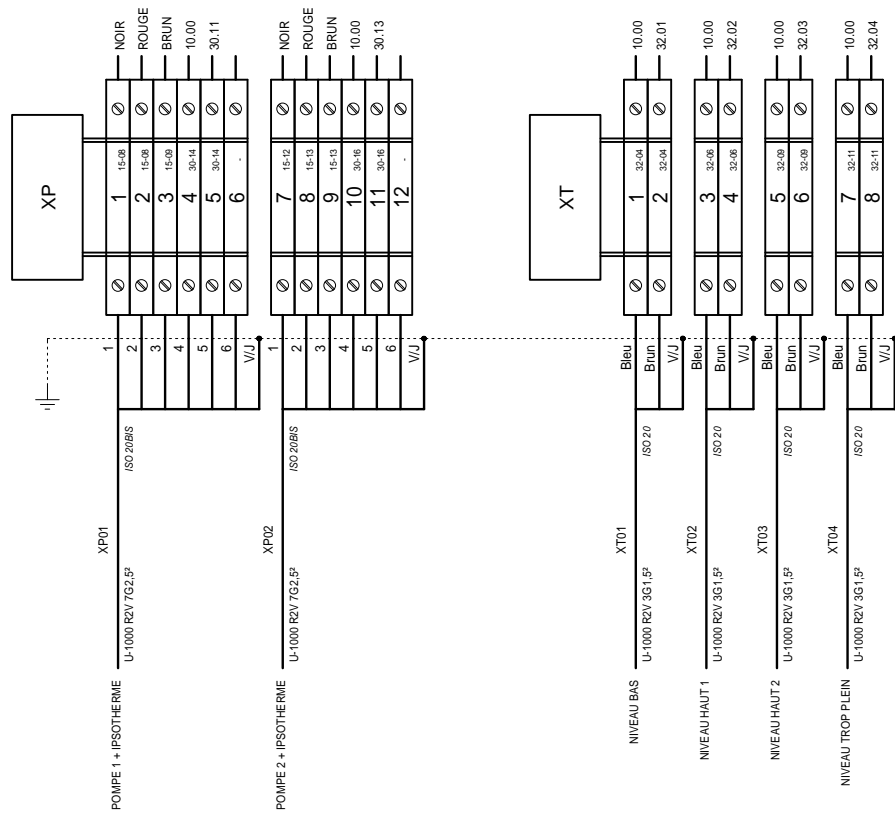 XP
NOIR
ROUGE
BRUN
10.00
30.11
1 15-08
2 15-08
3 15-09
4 30-14
5 30-14
6 -
1
2
3
4
5
6
V/J
ISO 20BIS
XP01
U-1000 R2V 7G2,5²
POMPE 1 + IPSOTHERME
NOIR
ROUGE
BRUN
10.00
30.13
7 15-12
8 15-13
9 15-13
10 30-16
11 30-16
12 -
1
2
3
4
5
6
V/J
ISO 20BIS
XP02
U-1000 R2V 7G2,5²
POMPE 2 + IPSOTHERME
XT
10.00
32.01
1 32-04
2 32-04
Bleu
Brun
V/J
ISO 20
XT01
U-1000 R2V 3G1,5²
NIVEAU BAS
10.00
32.02
3 32-06
4 32-06
Bleu
Brun
V/J
ISO 20
XT02
U-1000 R2V 3G1,5²
NIVEAU HAUT 1
10.00
32.03
5 32-09
6 32-09
Bleu
Brun
V/J
ISO 20
XT03
U-1000 R2V 3G1,5²
NIVEAU HAUT 2
10.00
32.04
7 32-11
8 32-11
Bleu
Brun
V/J
ISO 20
XT04
U-1000 R2V 3G1,5²
NIVEAU TROP PLEIN